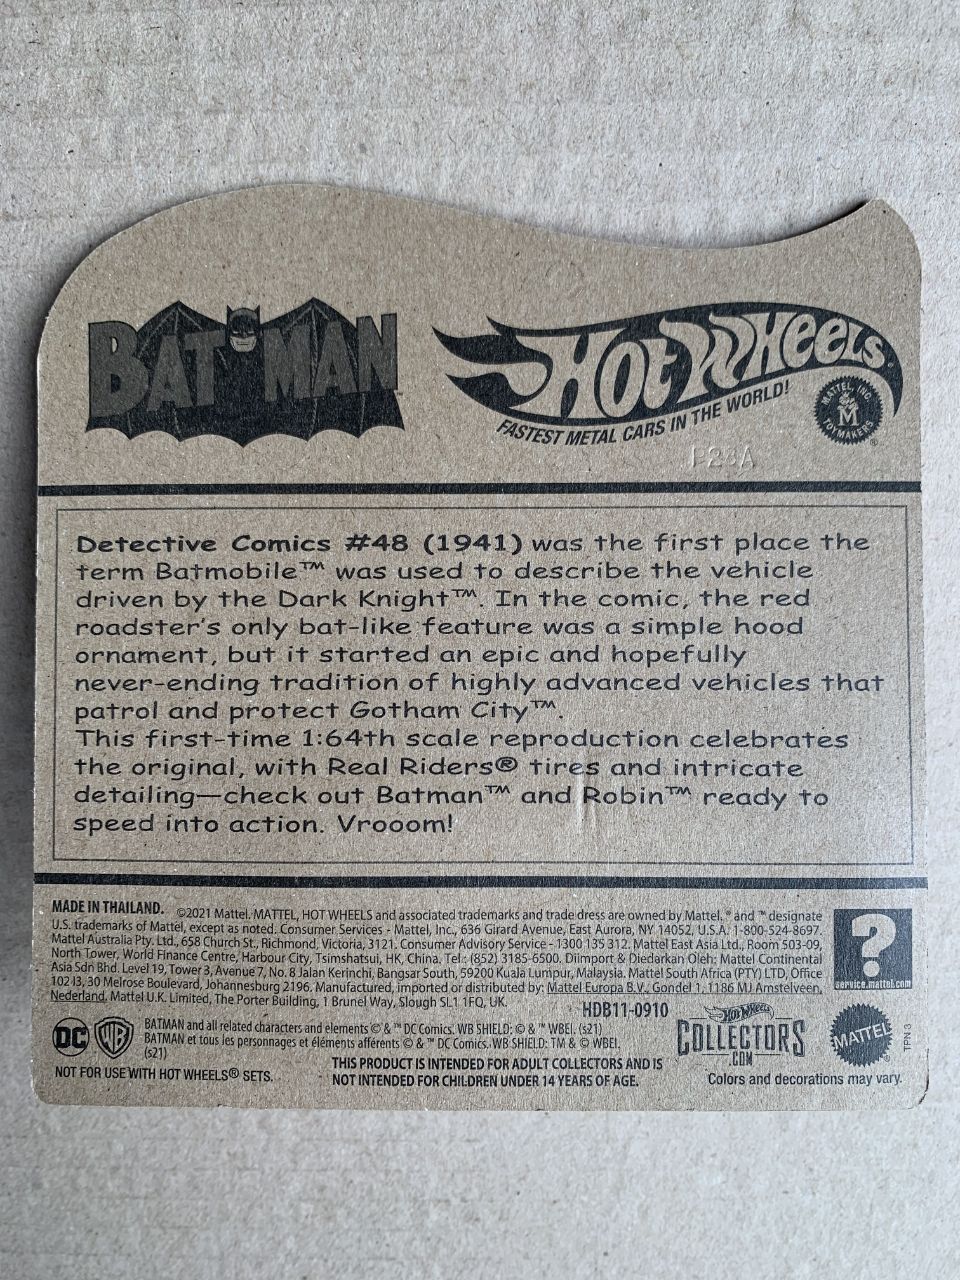 BATMAN
HOT WHEELS
FASTEST METAL CARS IN THE WORLD!
MATTEL, INC.
M
TOYMAKERS
Detective Comics #48 (1941) was the first place the
term Batmobile™ was used to describe the vehicle
driven by the Dark Knight™. In the comic, the red
roadster's only bat-like feature was a simple hood
ornament, but it started an epic and hopefully
never-ending tradition of highly advanced vehicles that
patrol and protect Gotham City™.
This first-time 1:64th scale reproduction celebrates
the original, with Real Riders® tires and intricate
detailing—check out Batman™ and Robin™ ready to
speed into action. Vrooom!
MADE IN THAILAND. ©2021 Mattel. MATTEL, HOT WHEELS and associated trademarks and trade dress are owned by Mattel. ® and ™ designate
U.S. trademarks of Mattel, except as noted. Consumer Services - Mattel, Inc., 636 Girard Avenue, East Aurora, NY 14052, U.S.A. 1-800-524-8697.
Mattel Australia Pty. Ltd., 658 Church St., Richmond, Victoria, 3121. Consumer Advisory Service - 1300 135 312. Mattel East Asia Ltd., Room 503-09,
North Tower, World Finance Centre, Harbour City, Tsimshatsui, HK, China. Tel.: (852) 3185-6500. Diimport & Diedarkan Oleh: Mattel Continental
Asia Sdn Bhd. Level 19, Tower 3, Avenue 7, No. 8 Jalan Kerinchi, Bangsar South, 59200 Kuala Lumpur, Malaysia. Mattel South Africa (PTY) LTD, Office
102 I3, 30 Melrose Boulevard, Johannesburg 2196. Manufactured, imported or distributed by: Mattel Europa B.V., Gondel 1, 1186 MJ Amstelveen,
Nederland. Mattel U.K. Limited, The Porter Building, 1 Brunel Way, Slough SL1 1FQ, UK.
?
service.mattel.com
HDB11-0910
DC
WB
BATMAN and all related characters and elements © & ™ DC Comics. WB SHIELD: © & ™ WBEI. (s21)
BATMAN et tous les personnages et éléments afférents © & ™ DC Comics. WB SHIELD: TM & © WBEI.
(s21)
Hot Wheels
COLLECTORS
.COM
MATTEL
TPN 3
NOT FOR USE WITH HOT WHEELS® SETS.
THIS PRODUCT IS INTENDED FOR ADULT COLLECTORS AND IS
NOT INTENDED FOR CHILDREN UNDER 14 YEARS OF AGE.
Colors and decorations may vary.